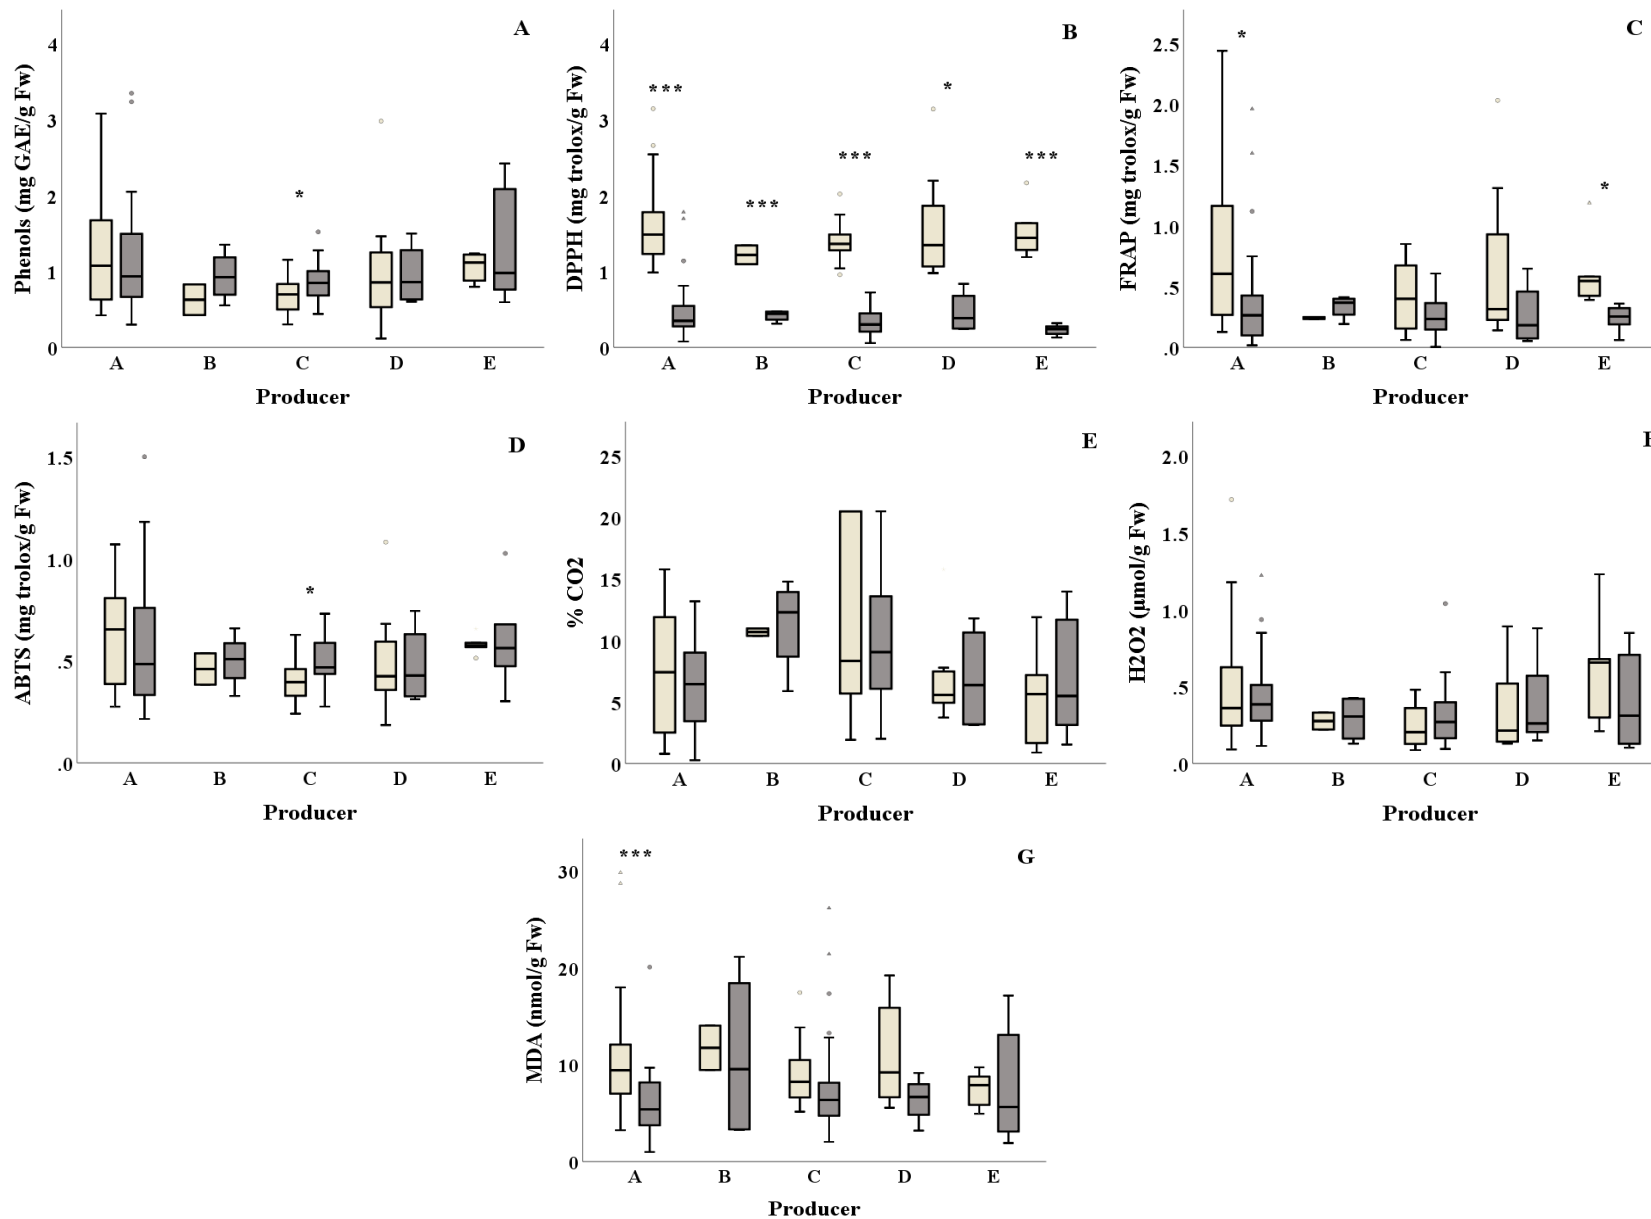 A
Phenols (mg GAE/g Fw)
4
3
2
1
0
*
A B C D E
Producer
B
DPPH (mg trolox/g Fw)
4
3
2
1
0
*** *** *** * ***
A B C D E
Producer
C
FRAP (mg trolox/g Fw)
2.5
2.0
1.5
1.0
.5
.0
* *
A B C D E
Producer
D
ABTS (mg trolox/g Fw)
1.5
1.0
.5
.0
*
A B C D E
Producer
E
% CO2
25
20
15
10
5
0
A B C D E
Producer
H2O2 (μmol/g Fw)
2.0
1.5
1.0
.5
.0
A B C D E
Producer
G
MDA (nmol/g Fw)
30
20
10
0
***
A B C D E
Producer